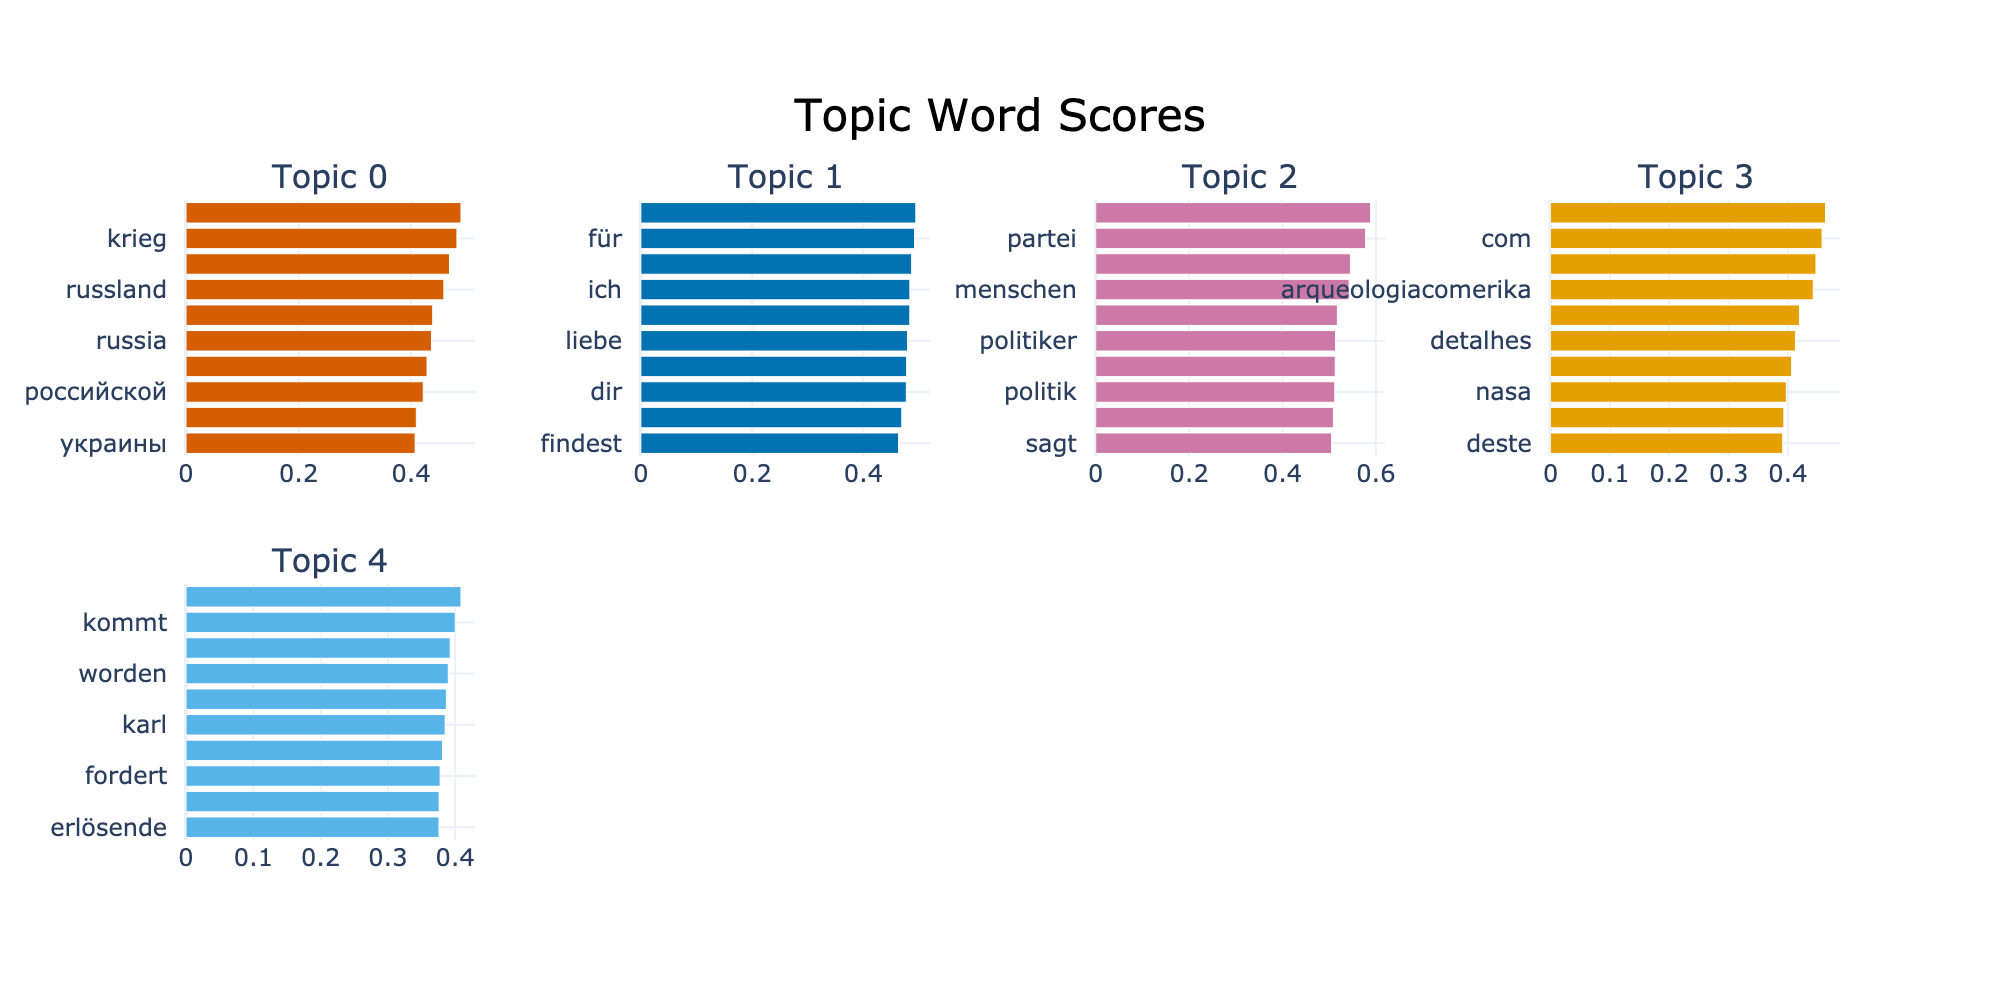 Topic Word Scores
Topic 0
krieg
russland
russia
российской
украины
0 0.2 0.4
Topic 1
für
ich
liebe
dir
findest
0 0.2 0.4
Topic 2
partei
menschen
politiker
politik
sagt
0 0.2 0.4 0.6
Topic 3
com
arqueologiacomerika
detalhes
nasa
deste
0 0.1 0.2 0.3 0.4
Topic 4
kommt
worden
karl
fordert
erlösende
0 0.1 0.2 0.3 0.4